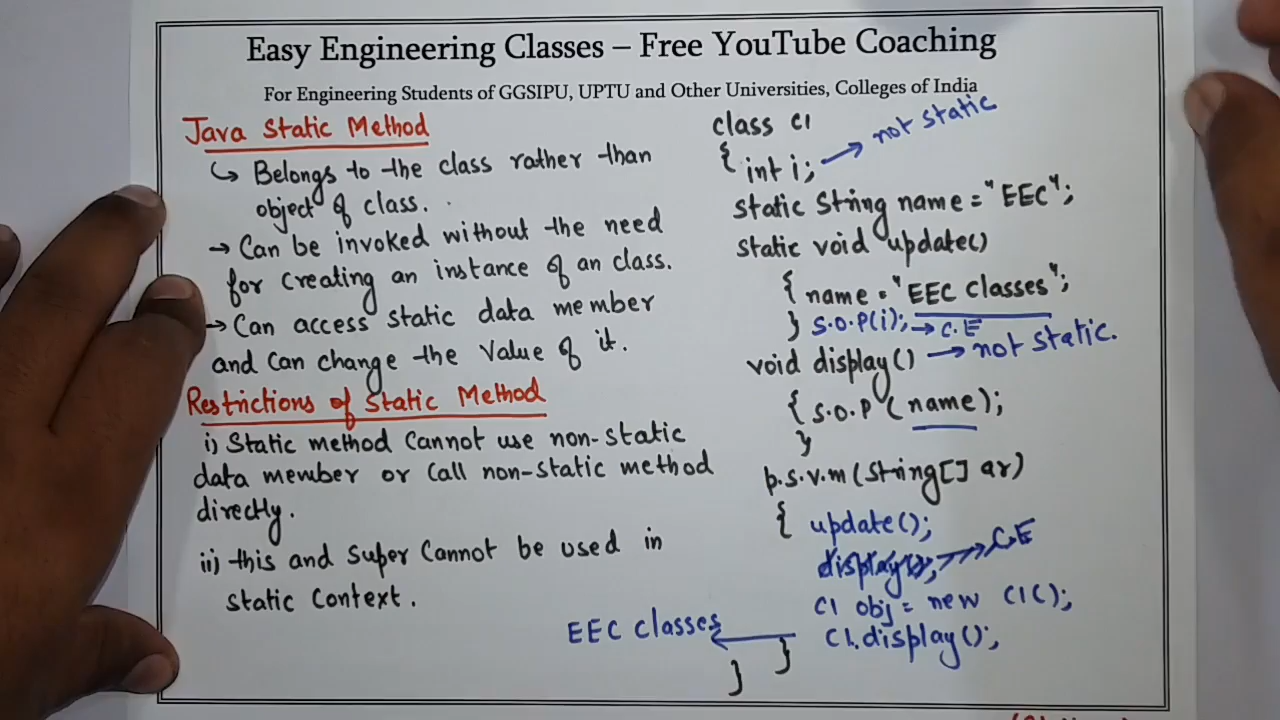 Easy Engineering Classes – Free YouTube Coaching
For Engineering Students of GGSIPU, UPTU and Other Universities, Colleges of India
Java Static Method
↳ Belongs to the class rather than
object of class.
→ Can be invoked without the need
for creating an instance of an class.
→ Can access static data member
and Can change the value of it.
Restrictions of Static Method
i) Static method Cannot use non-static
data member or Call non-static method
directly.
ii) this and Super Cannot be used in
static Context.
class C1
{ int i; → not static
static String name = "EEC";
static void update()
{ name = "EEC classes";
} S.O.P(i); → C.E
void display() → not static.
{ S.O.P (name);
}
p.s.v.m (String[] ar)
{ update();
display(); → C.E
C1 obj = new C1();
C1.display();
EEC classes ← }
}